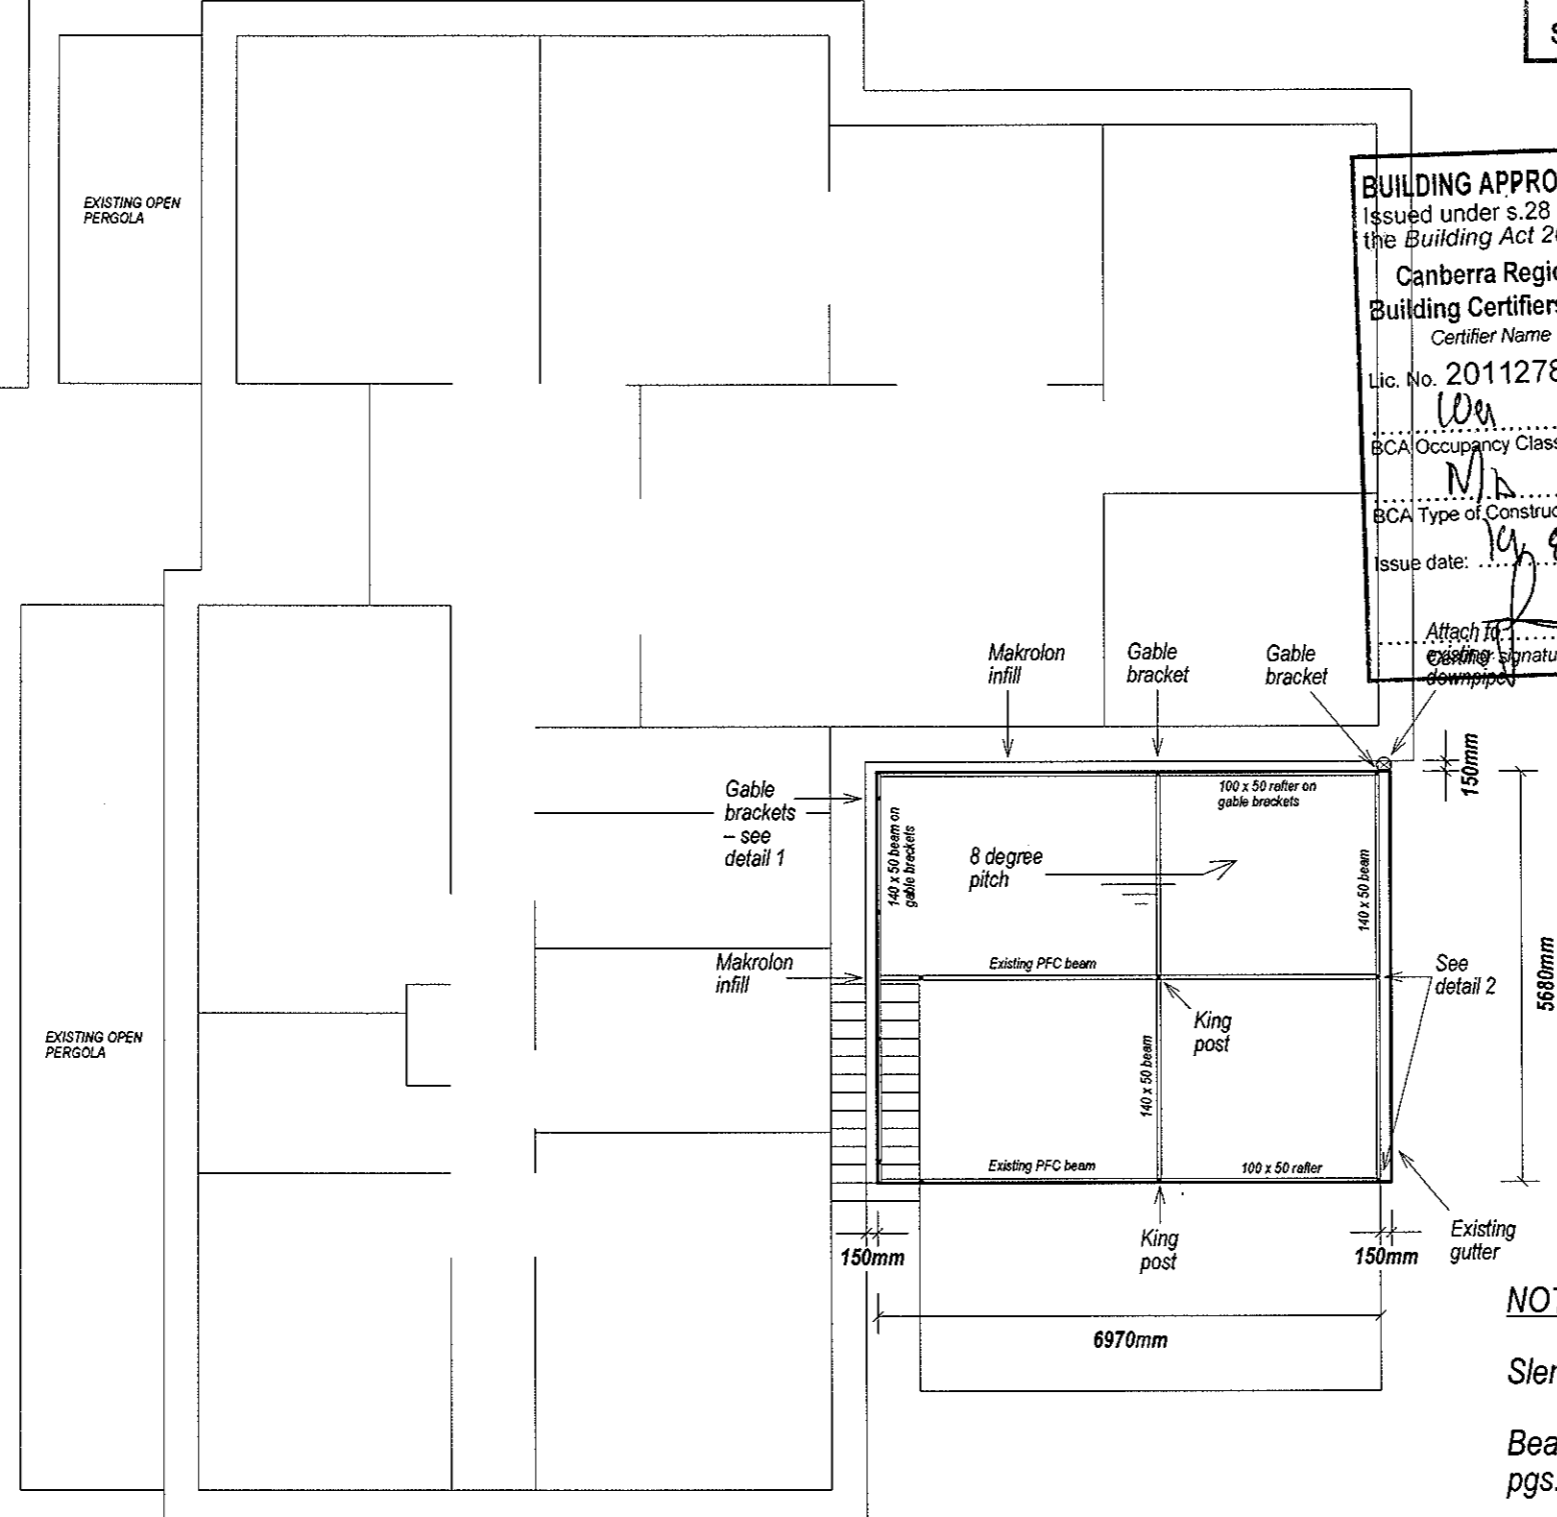 S
EXISTING OPEN
PERGOLA
BUILDING APPRO
Issued under s.28
the Building Act 20
Canberra Regio
Building Certifiers
Certifier Name
Lic. No. 2011278
BCA Occupancy Class
BCA Type of Construc
Issue date:
Certifier signatu
Attach to
existing
downpipe
Makrolon
infill
Gable
bracket
Gable
bracket
150mm
Gable
brackets
– see
detail 1
140 x 50 beam on
gable brackets
100 x 50 rafter on
gable brackets
8 degree
pitch
140 x 50 beam
Makrolon
infill
Existing PFC beam
See
detail 2
5680mm
King
post
140 x 50 beam
EXISTING OPEN
PERGOLA
Existing PFC beam
100 x 50 rafter
King
post
Existing
gutter
150mm
150mm
6970mm
NOT
Sler
Bea
pgs.